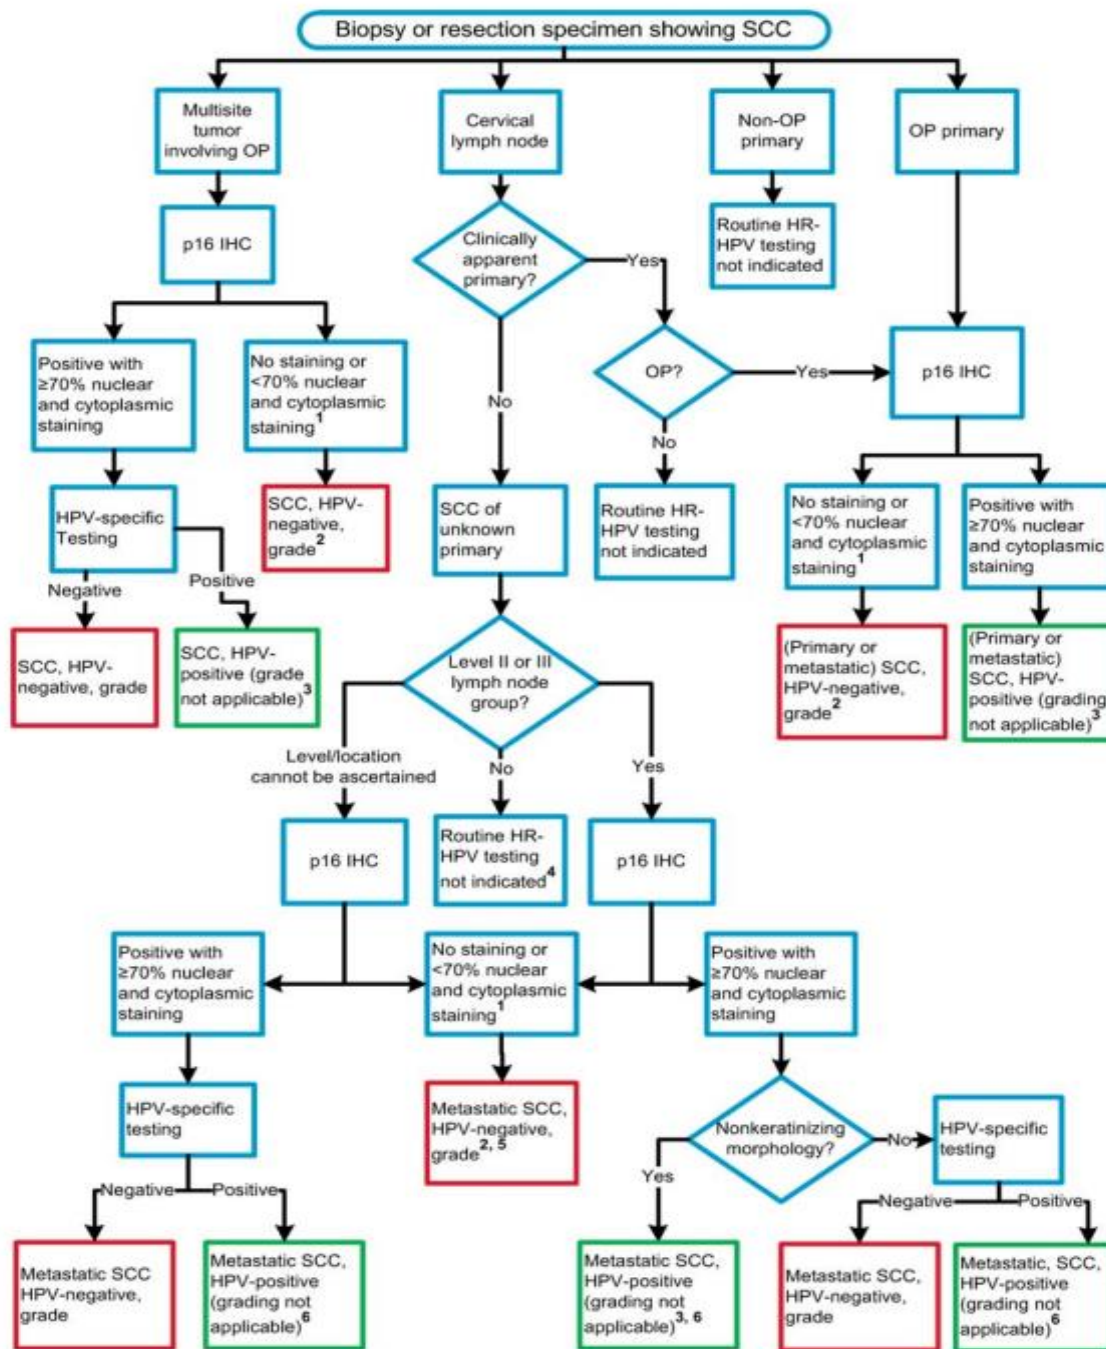 Biopsy or resection specimen showing SCC
Multisite
tumor
involving OP
Cervical
lymph node
Non-OP
primary
OP primary
p16 IHC
Clinically
apparent
primary?
Yes
Routine HR-
HPV testing
not indicated
Positive with
≥70% nuclear
and cytoplasmic
staining
No staining or
<70% nuclear
and cytoplasmic
staining1
No
OP?
Yes
p16 IHC
No
HPV-specific
Testing
SCC, HPV-
negative,
grade2
SCC of
unknown
primary
Routine HR-
HPV testing
not indicated
No staining or
<70% nuclear
and cytoplasmic
staining1
Positive with
≥70% nuclear
and cytoplasmic
staining
Negative
Positive
SCC, HPV-
negative, grade
SCC, HPV-
positive (grade
not applicable)3
Level II or III
lymph node
group?
(Primary or
metastatic) SCC,
HPV-negative,
grade2
(Primary or
metastatic)
SCC, HPV-
positive (grading
not applicable)3
Level/location
cannot be ascertained
No
Yes
p16 IHC
Routine HR-
HPV testing
not indicated4
p16 IHC
Positive with
≥70% nuclear
and cytoplasmic
staining
No staining or
<70% nuclear
and cytoplasmic
staining1
Positive with
≥70% nuclear
and cytoplasmic
staining
HPV-specific
testing
Metastatic SCC,
HPV-negative,
grade2, 5
Nonkeratinizing
morphology?
No
HPV-specific
testing
Yes
Negative
Positive
Negative
Positive
Metastatic SCC
HPV-negative,
grade
Metastatic SCC,
HPV-positive
(grading not
applicable)6
Metastatic SCC,
HPV-positive
(grading not
applicable)3, 6
Metastatic SCC,
HPV-negative,
grade
Metastatic, SCC,
HPV-positive
(grading not
applicable)6